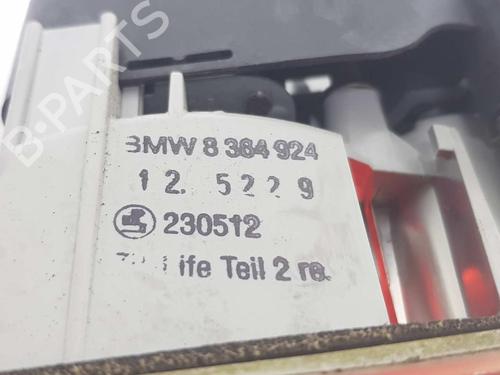 B-PARTS
BMW 8 364 924
12. 5229
230512
ife Teil 2 re.